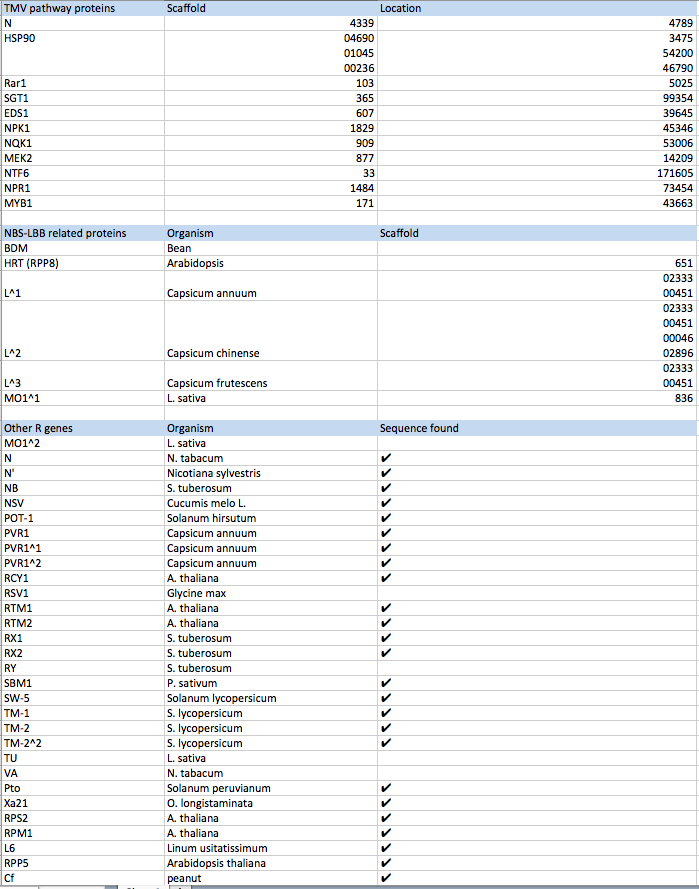 TMV pathway proteins Scaffold Location
N 4339 4789
HSP90 04690 3475
01045 54200
00236 46790
Rar1 103 5025
SGT1 365 99354
EDS1 607 39645
NPK1 1829 45346
NQK1 909 53006
MEK2 877 14209
NTF6 33 171605
NPR1 1484 73454
MYB1 171 43663
NBS-LBB related proteins Organism Scaffold
BDM Bean
HRT (RPP8) Arabidopsis 651
02333
L^1 Capsicum annuum 00451
02333
00451
00046
L^2 Capsicum chinense 02896
02333
L^3 Capsicum frutescens 00451
MO1^1 L. sativa 836
Other R genes Organism Sequence found
MO1^2 L. sativa
N N. tabacum ✔
N' Nicotiana sylvestris ✔
NB S. tuberosum ✔
NSV Cucumis melo L. ✔
POT-1 Solanum hirsutum ✔
PVR1 Capsicum annuum ✔
PVR1^1 Capsicum annuum ✔
PVR1^2 Capsicum annuum ✔
RCY1 A. thaliana ✔
RSV1 Glycine max
RTM1 A. thaliana ✔
RTM2 A. thaliana ✔
RX1 S. tuberosum ✔
RX2 S. tuberosum ✔
RY S. tuberosum
SBM1 P. sativum ✔
SW-5 Solanum lycopersicum ✔
TM-1 S. lycopersicum ✔
TM-2 S. lycopersicum ✔
TM-2^2 S. lycopersicum ✔
TU L. sativa
VA N. tabacum
Pto Solanum peruvianum ✔
Xa21 O. longistaminata ✔
RPS2 A. thaliana ✔
RPM1 A. thaliana ✔
L6 Linum usitatissimum ✔
RPP5 Arabidopsis thaliana ✔
Cf peanut ✔